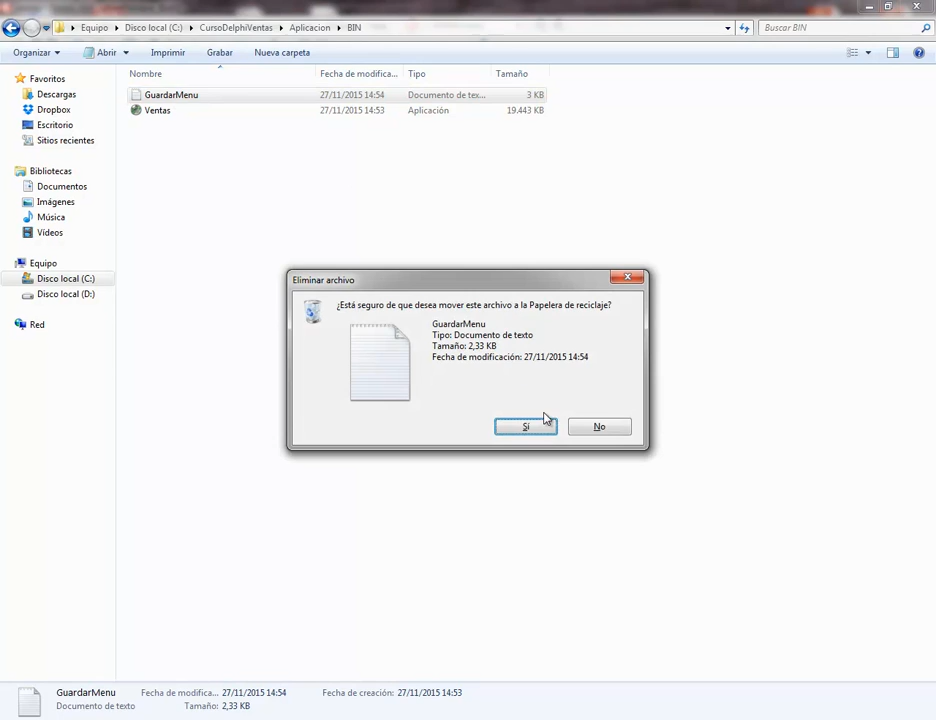 Equipo ▸ Disco local (C:) ▸ CursoDelphiVentas ▸ Aplicacion ▸ BIN
Buscar BIN
Organizar
Abrir
Imprimir
Grabar
Nueva carpeta
Nombre
Fecha de modifica...
Tipo
Tamaño
GuardarMenu 27/11/2015 14:54 Documento de tex... 3 KB
Ventas 27/11/2015 14:53 Aplicación 19.443 KB
Favoritos
Descargas
Dropbox
Escritorio
Sitios recientes
Bibliotecas
Documentos
Imágenes
Música
Vídeos
Equipo
Disco local (C:)
Disco local (D:)
Red
Eliminar archivo
¿Está seguro de que desea mover este archivo a la Papelera de reciclaje?
GuardarMenu
Tipo: Documento de texto
Tamaño: 2,33 KB
Fecha de modificación: 27/11/2015 14:54
Sí
No
GuardarMenu Fecha de modifica... 27/11/2015 14:54 Fecha de creación: 27/11/2015 14:53
Documento de texto Tamaño: 2,33 KB